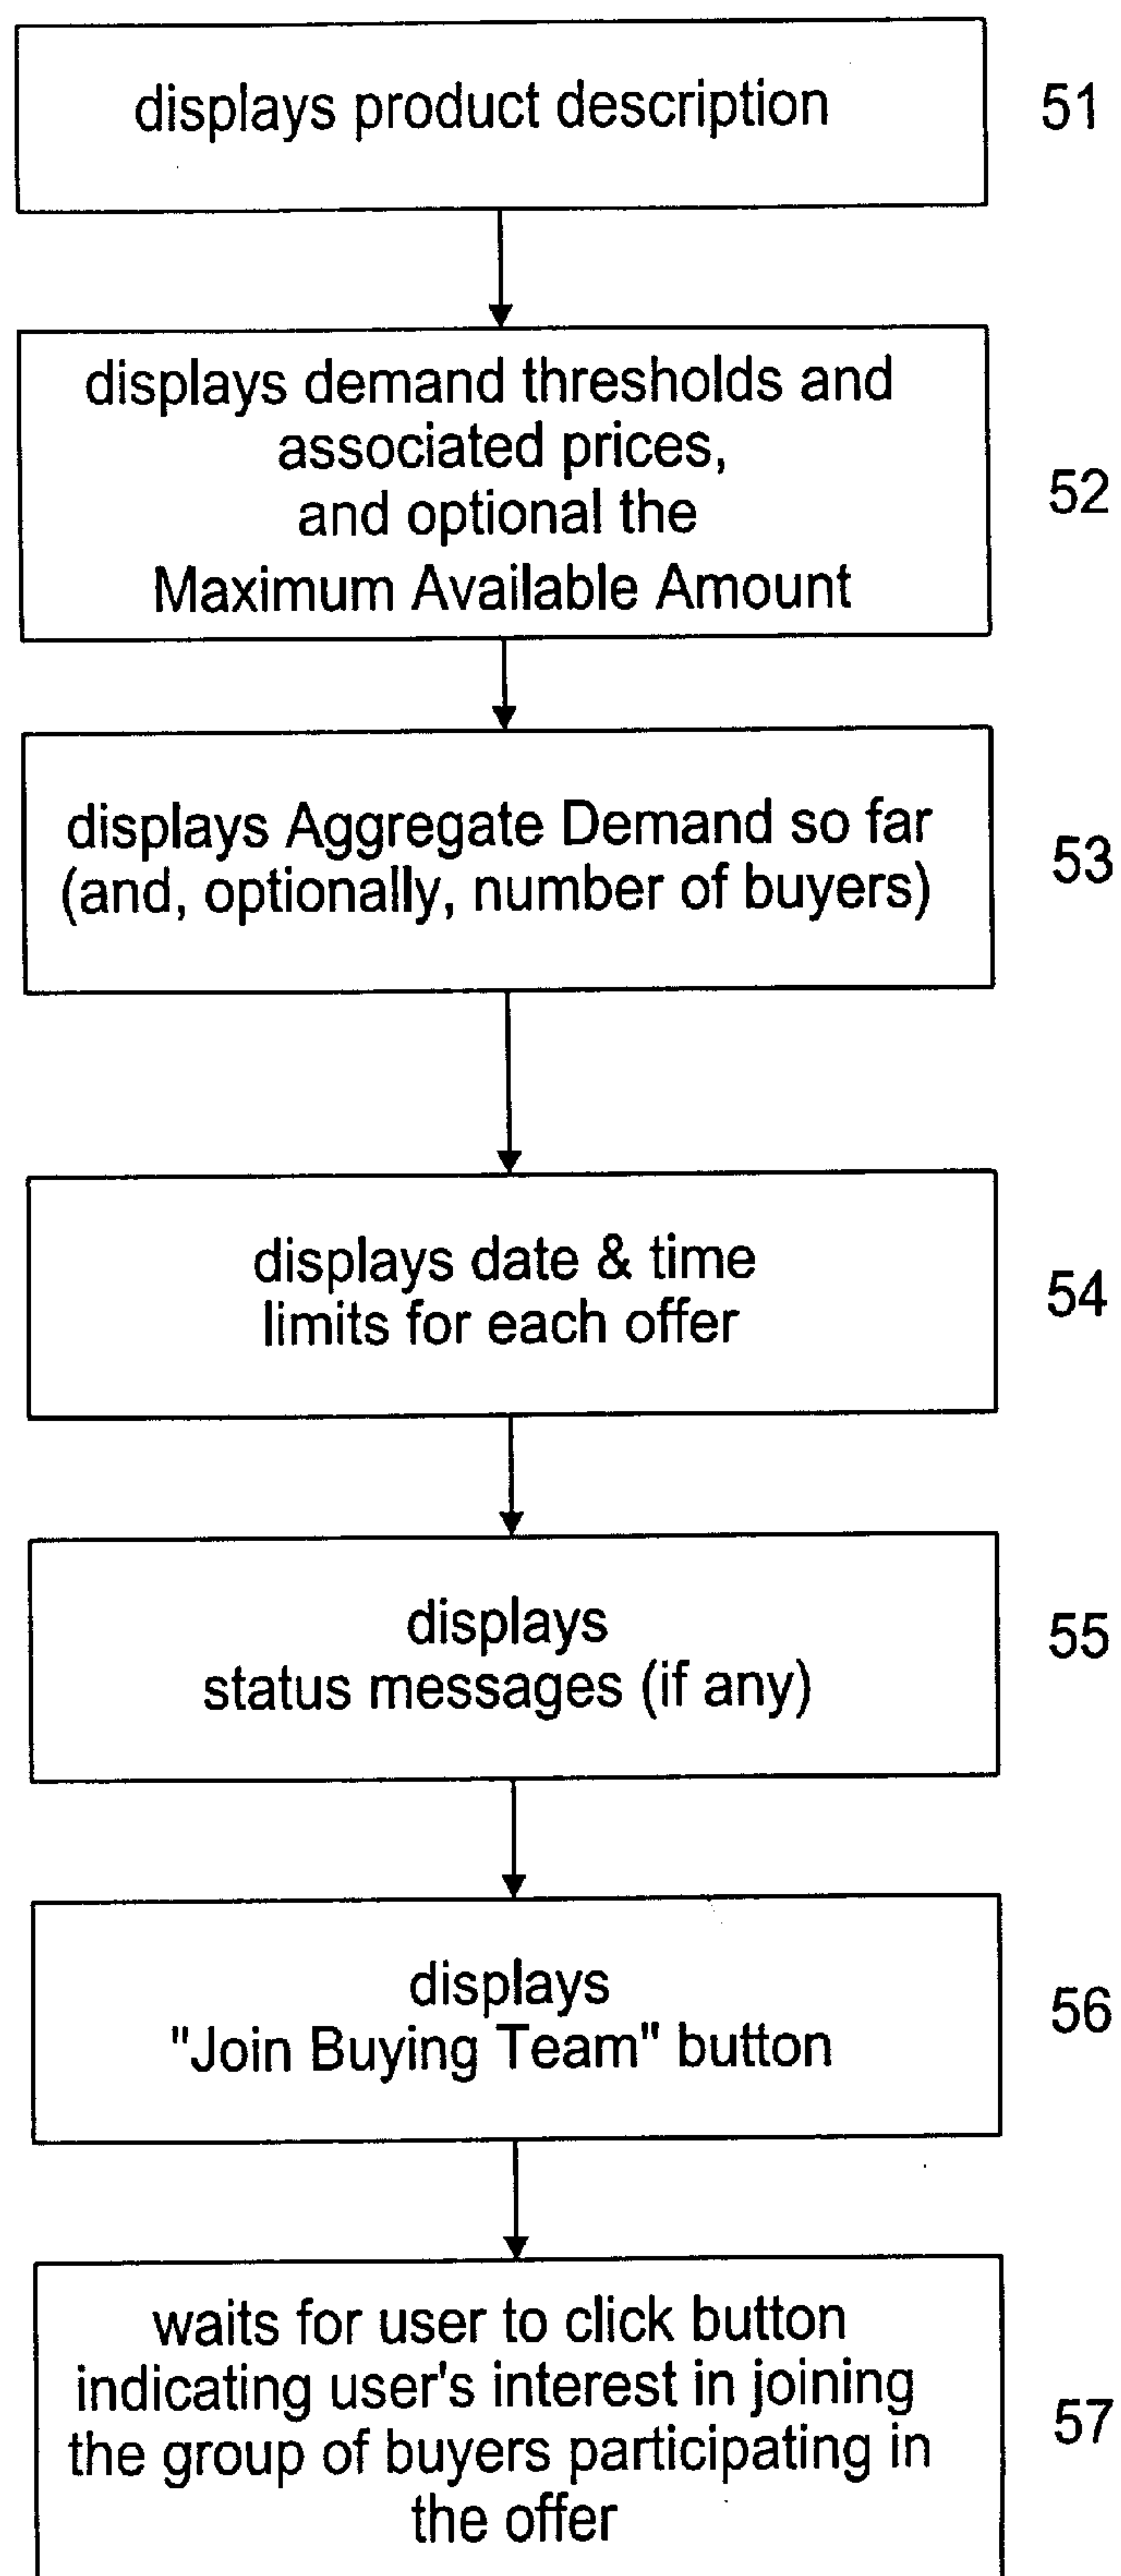 displays product description
51
displays demand thresholds and
associated prices,
and optional the
Maximum Available Amount
52
displays Aggregate Demand so far
(and, optionally, number of buyers)
53
displays date & time
limits for each offer
54
displays
status messages (if any)
55
displays
"Join Buying Team" button
56
waits for user to click button
indicating user's interest in joining
the group of buyers participating in
the offer
57